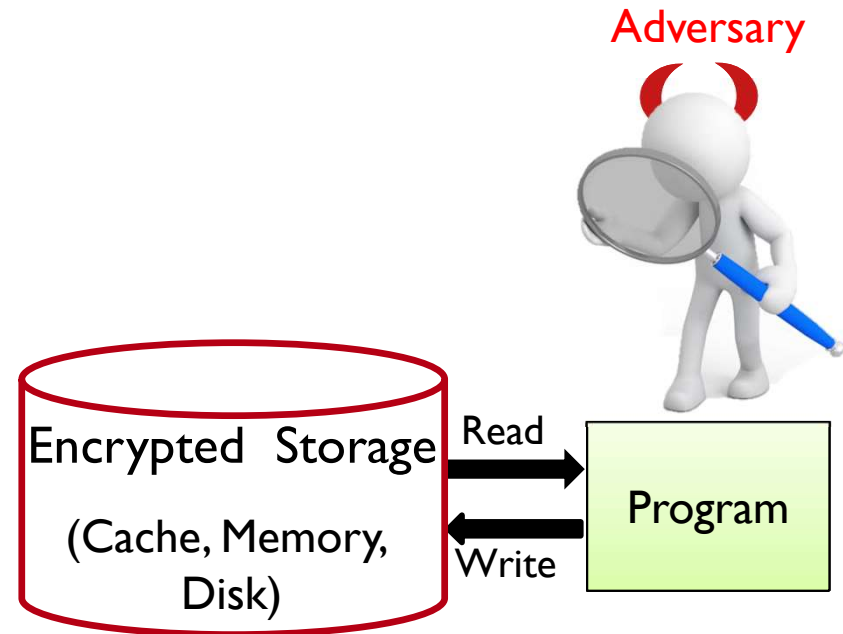 Adversary
Encrypted Storage
(Cache, Memory,
Disk)
Read
Write
Program